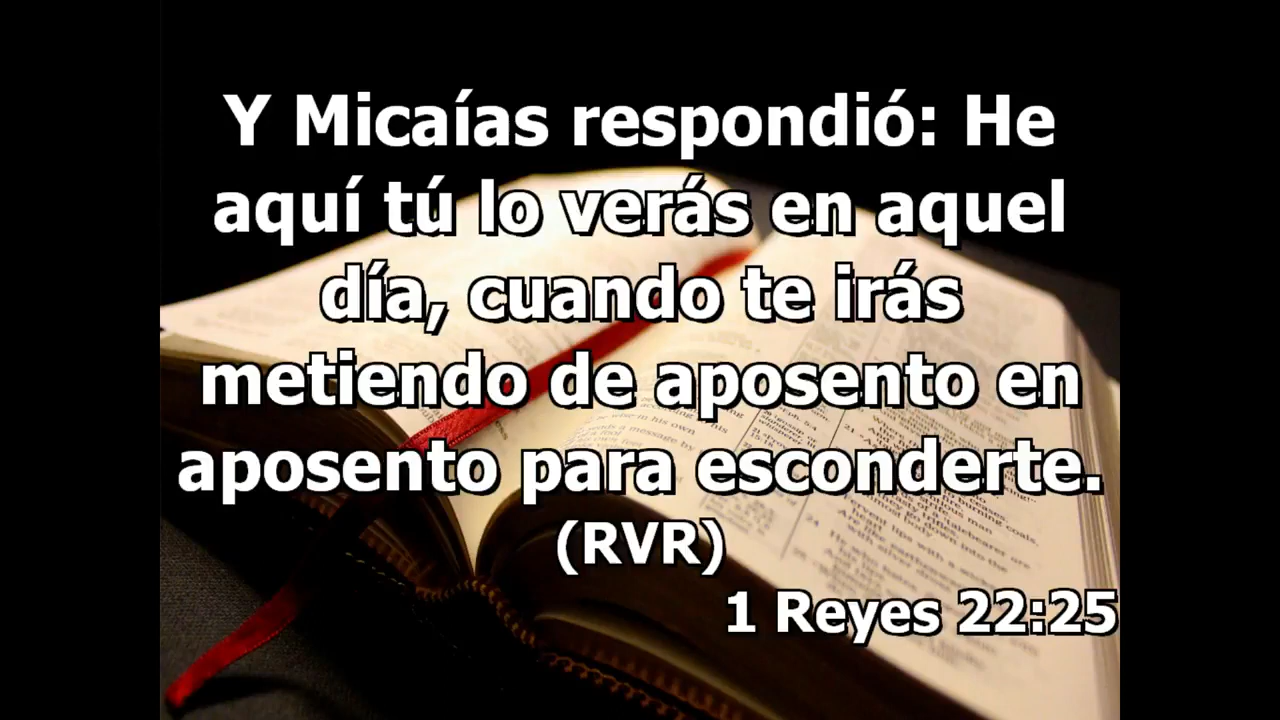 Y Micaías respondió: He
aquí tú lo verás en aquel
día, cuando te irás
metiendo de aposento en
aposento para esconderte.
(RVR)
1 Reyes 22:25